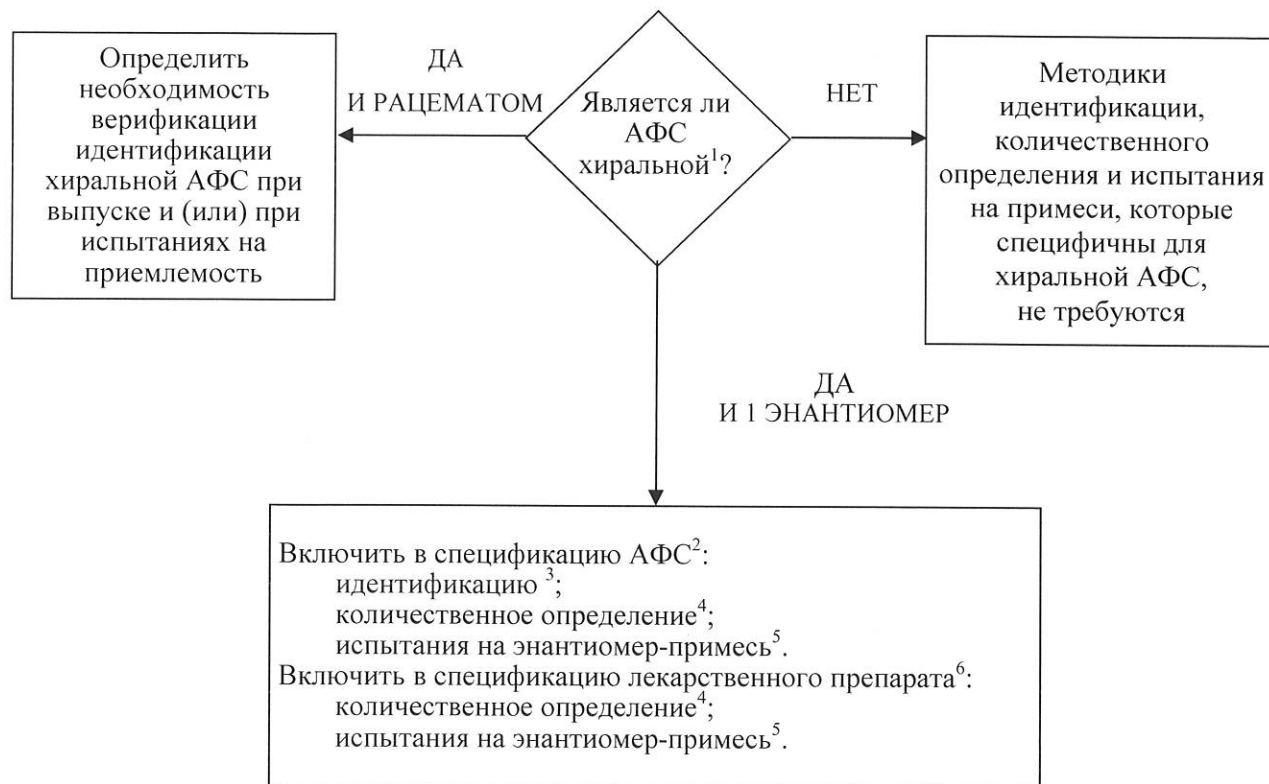 Определить
необходимость
верификации
идентификации
хиральной АФС при
выпуске и (или) при
испытаниях на
приемлемость
ДА
И РАЦЕМАТОМ
Является ли
АФС
хиральной¹?
НЕТ
Методики
идентификации,
количественного
определения и испытания
на примеси, которые
специфичны для
хиральной АФС,
не требуются
ДА
И 1 ЭНАНТИОМЕР
Включить в спецификацию АФС²:
идентификацию ³;
количественное определение⁴;
испытания на энантиомер-примесь⁵.
Включить в спецификацию лекарственного препарата⁶:
количественное определение⁴;
испытания на энантиомер-примесь⁵.